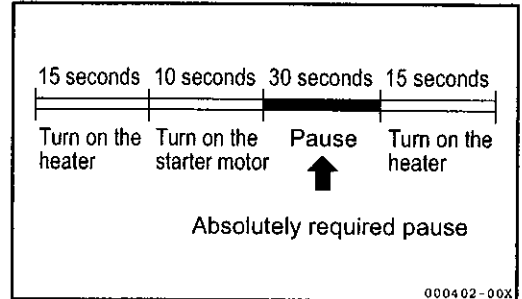 15 seconds 10 seconds 30 seconds 15 seconds
Turn on the heater
Turn on the starter motor
Pause
Turn on the heater
Absolutely required pause
000402-00X